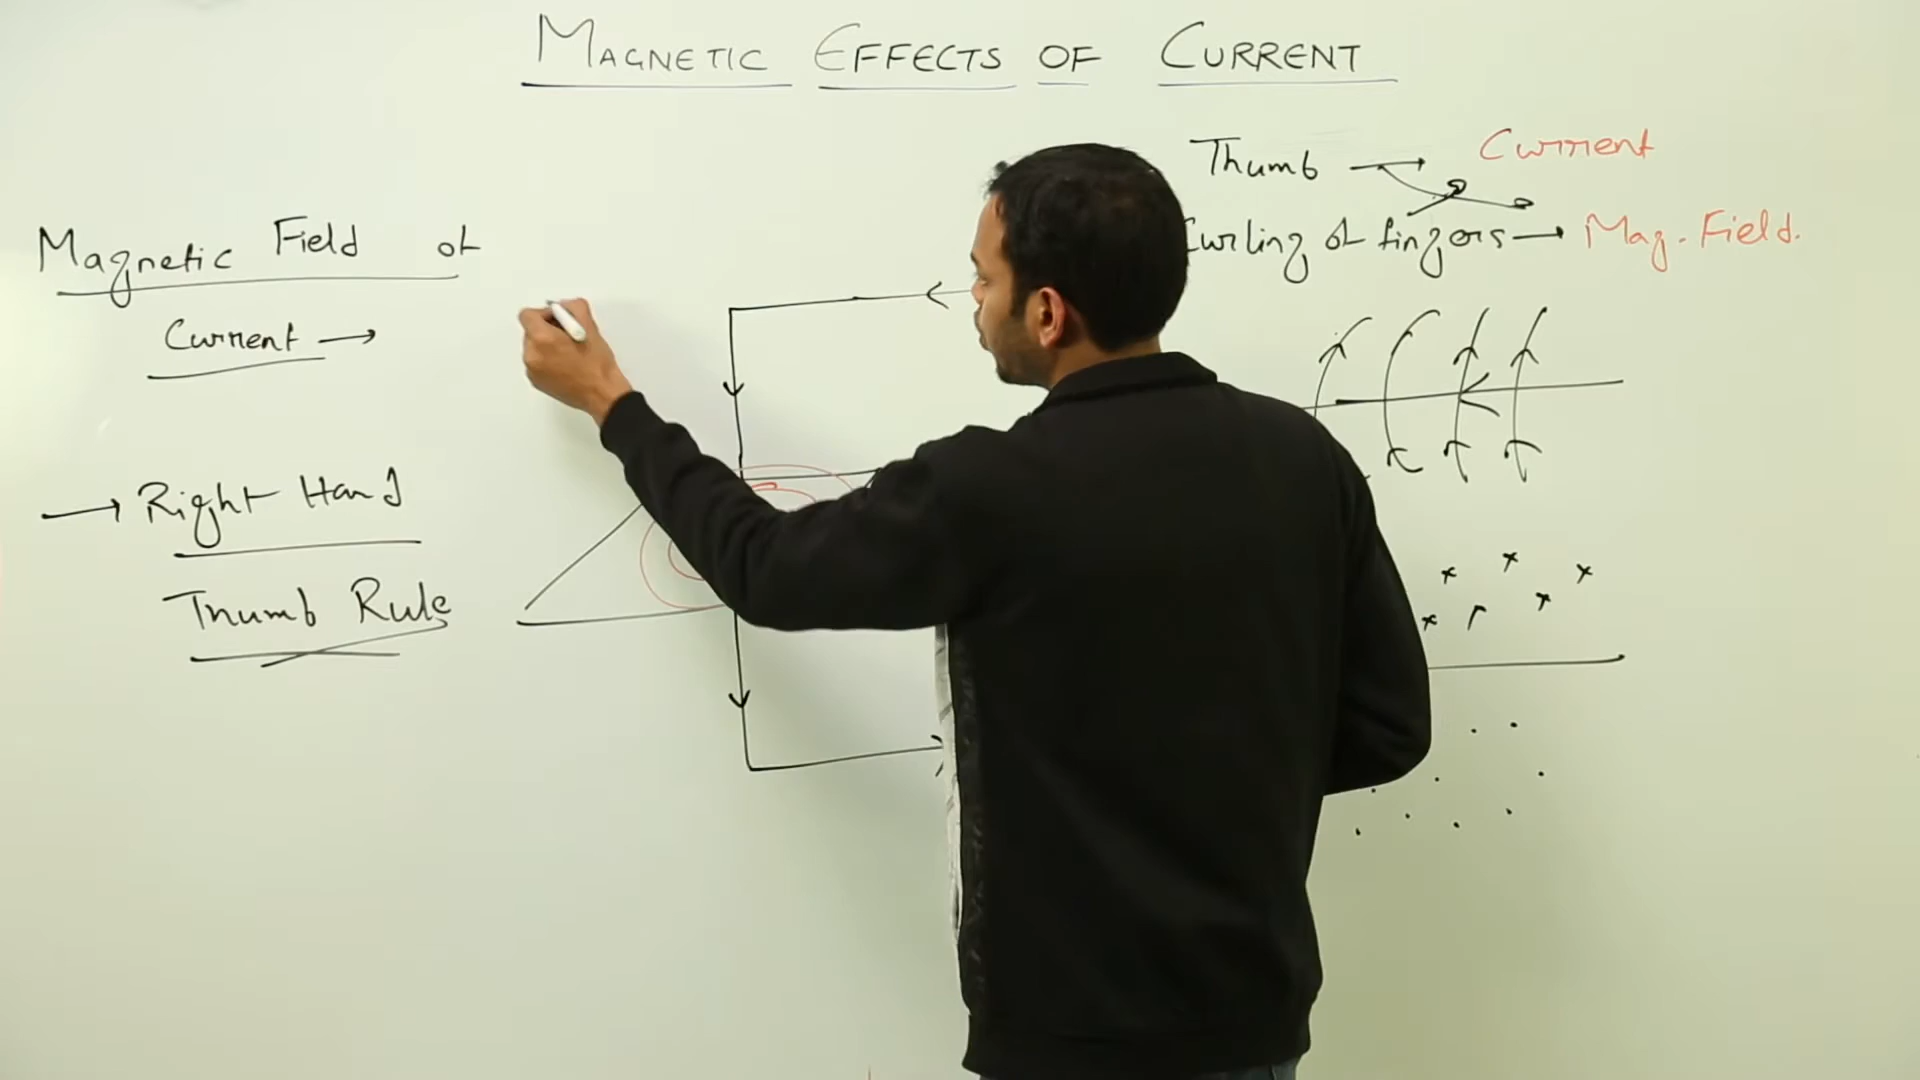 MAGNETIC EFFECTS OF CURRENT
Magnetic Field of
Current →
→ Right Hand
Thumb Rule
Thumb → Current
Curling of fingers → Mag. Field.